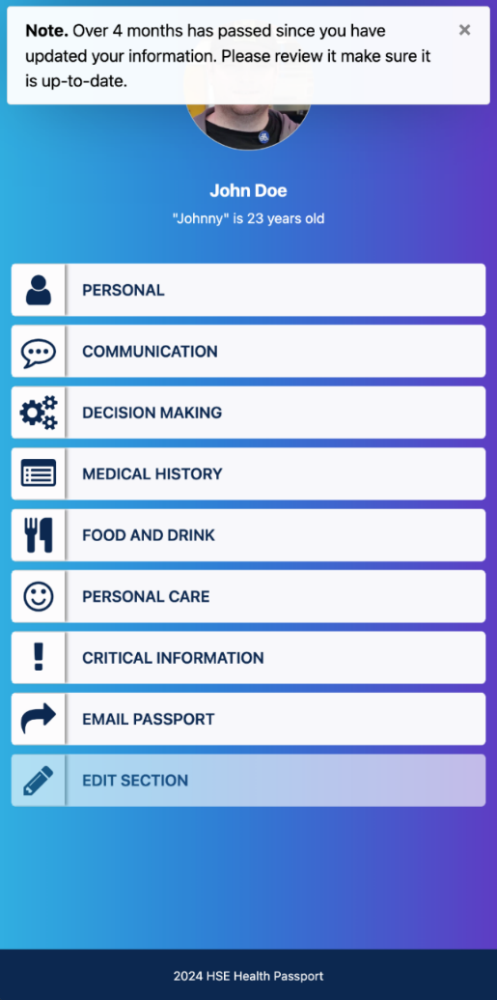 Note. Over 4 months has passed since you have
updated your information. Please review it make sure it
is up-to-date.
×
John Doe
"Johnny" is 23 years old
PERSONAL
COMMUNICATION
DECISION MAKING
MEDICAL HISTORY
FOOD AND DRINK
PERSONAL CARE
CRITICAL INFORMATION
EMAIL PASSPORT
EDIT SECTION
2024 HSE Health Passport